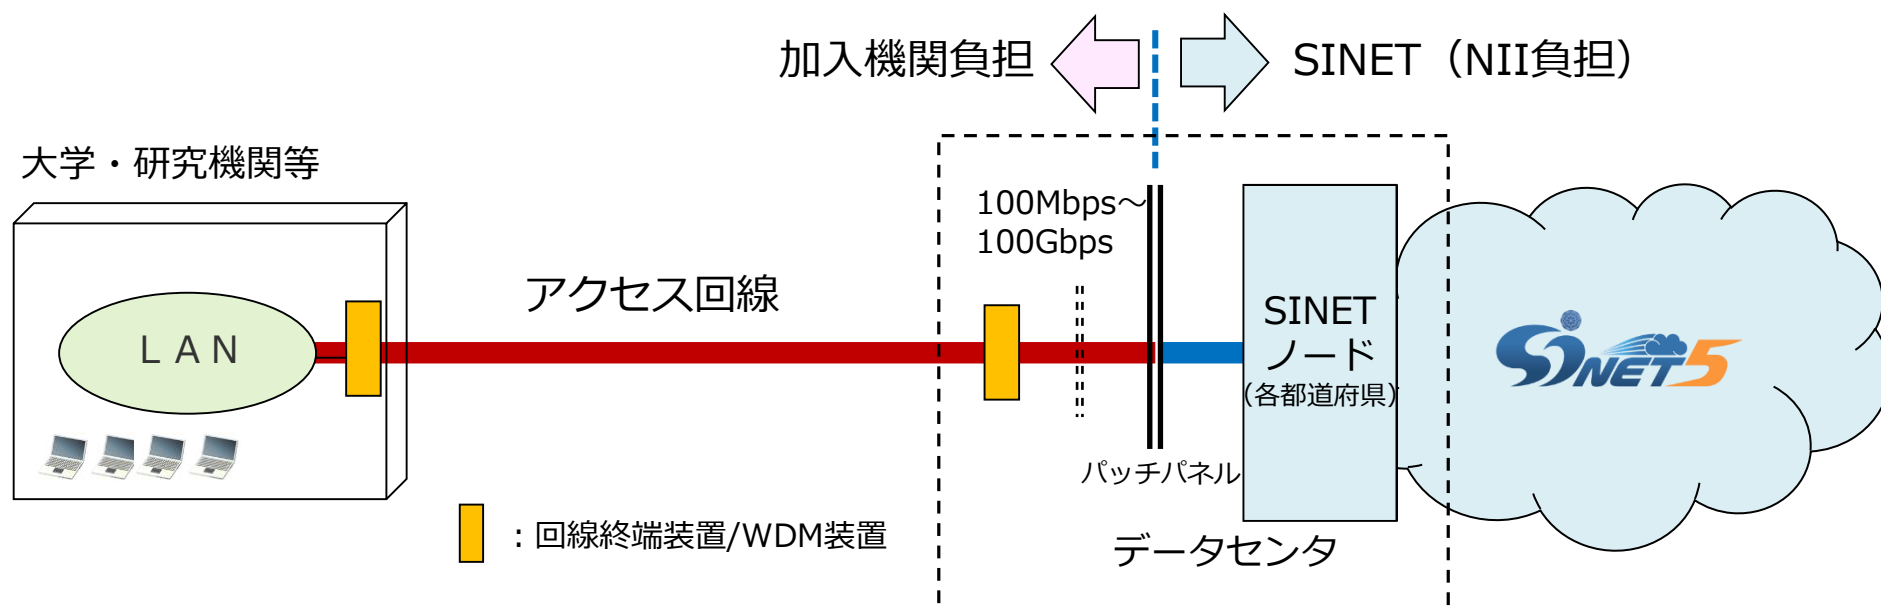 加入機関負担
SINET（NII負担）
大学・研究機関等
100Mbps～
100Gbps
アクセス回線
ＬＡＮ
SINET
ノード
（各都道府県）
SINET5
パッチパネル
：回線終端装置/WDM装置
データセンタ